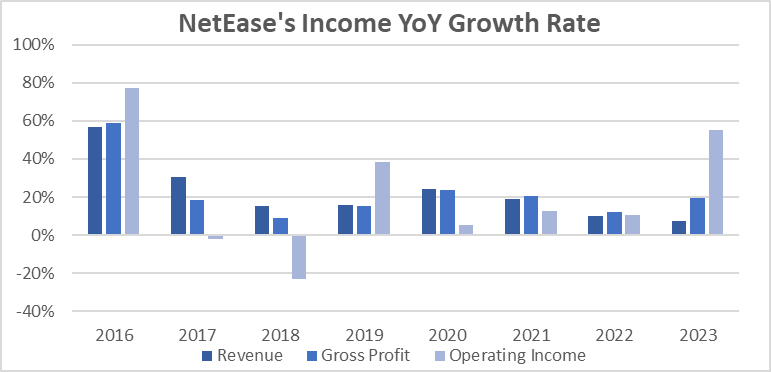 NetEase's Income YoY Growth Rate
100%
80%
60%
40%
20%
0%
-20%
-40%
2016 2017 2018 2019 2020 2021 2022 2023
Revenue Gross Profit Operating Income